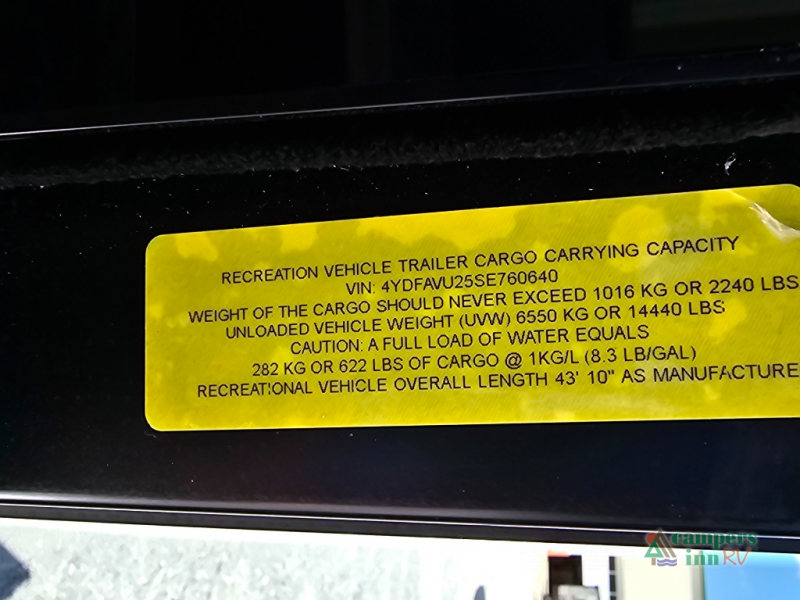 RECREATION VEHICLE TRAILER CARGO CARRYING CAPACITY
VIN: 4YDFAVU25SE760640
WEIGHT OF THE CARGO SHOULD NEVER EXCEED 1016 KG OR 2240 LBS
UNLOADED VEHICLE WEIGHT (UVW) 6550 KG OR 14440 LBS
CAUTION: A FULL LOAD OF WATER EQUALS
282 KG OR 622 LBS OF CARGO @ 1KG/L (8.3 LB/GAL)
RECREATIONAL VEHICLE OVERALL LENGTH 43' 10" AS MANUFACTURE
campers
inn RV